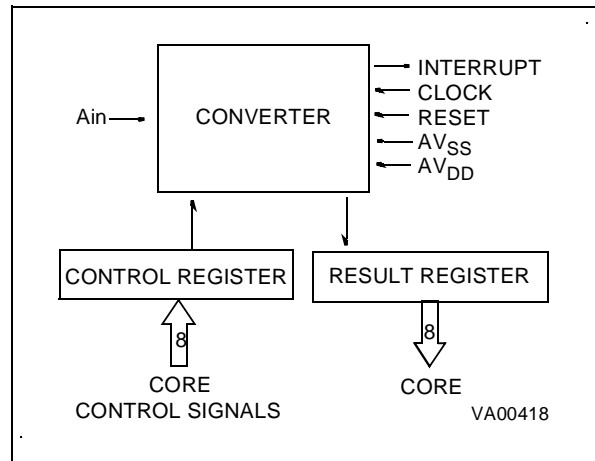 INTERRUPT
CLOCK
Ain
CONVERTER
RESET
AVSS
AVDD
CONTROL REGISTER
RESULT REGISTER
8
8
CORE
CONTROL SIGNALS
CORE
VA00418